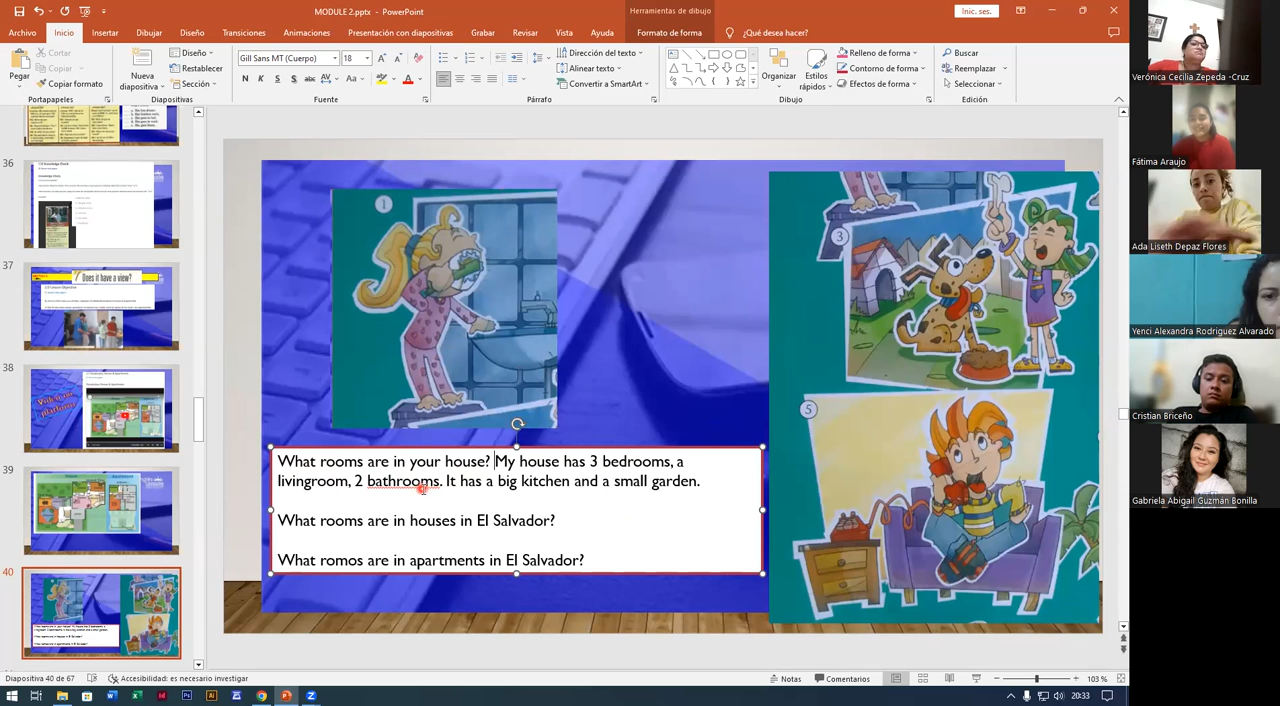 MODULE 2.pptx - PowerPoint
Herramientas de dibujo
Inic. ses.
Archivo Inicio Insertar Dibujar Diseño Transiciones Animaciones Presentación con diapositivas Grabar Revisar Vista Ayuda Formato de forma ¿Qué desea hacer?
Pegar
Cortar
Copiar
Copiar formato
Portapapeles
Nueva diapositiva
Diseño
Restablecer
Sección
Diapositivas
Gill Sans MT (Cuerpo) 18
N K S S abc AV Aa A
Fuente
Párrafo
Dirección del texto
Alinear texto
Convertir a SmartArt
Organizar
Estilos rápidos
Relleno de forma
Contorno de forma
Efectos de forma
Dibujo
Buscar
Reemplazar
Seleccionar
Edición
36
37
Does it have a view?
38
39
40
1
3
5
What rooms are in your house? My house has 3 bedrooms, a
livingroom, 2 bathrooms. It has a big kitchen and a small garden.
What rooms are in houses in El Salvador?
What romos are in apartments in El Salvador?
Verónica Cecilia Zepeda -Cruz
Fátima Araujo
Ada Liseth Depaz Flores
Yenci Alexandra Rodriguez Alvarado
Cristian Briceño
Gabriela Abigail Guzmán Bonilla
Diapositiva 40 de 67
Accesibilidad: es necesario investigar
Notas
Comentarios
103 %
20:33